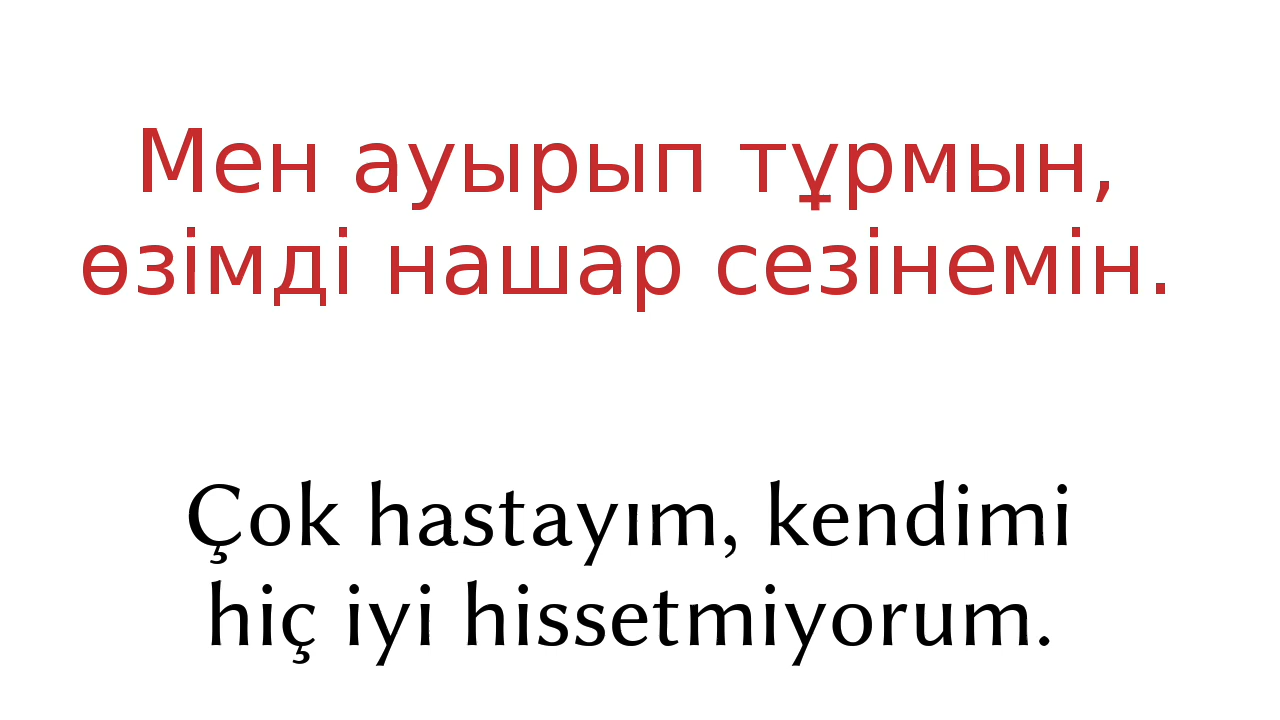 Мен ауырып тұрмын,
өзімді нашар сезінемін.
Çok hastayım, kendimi
hiç iyi hissetmiyorum.